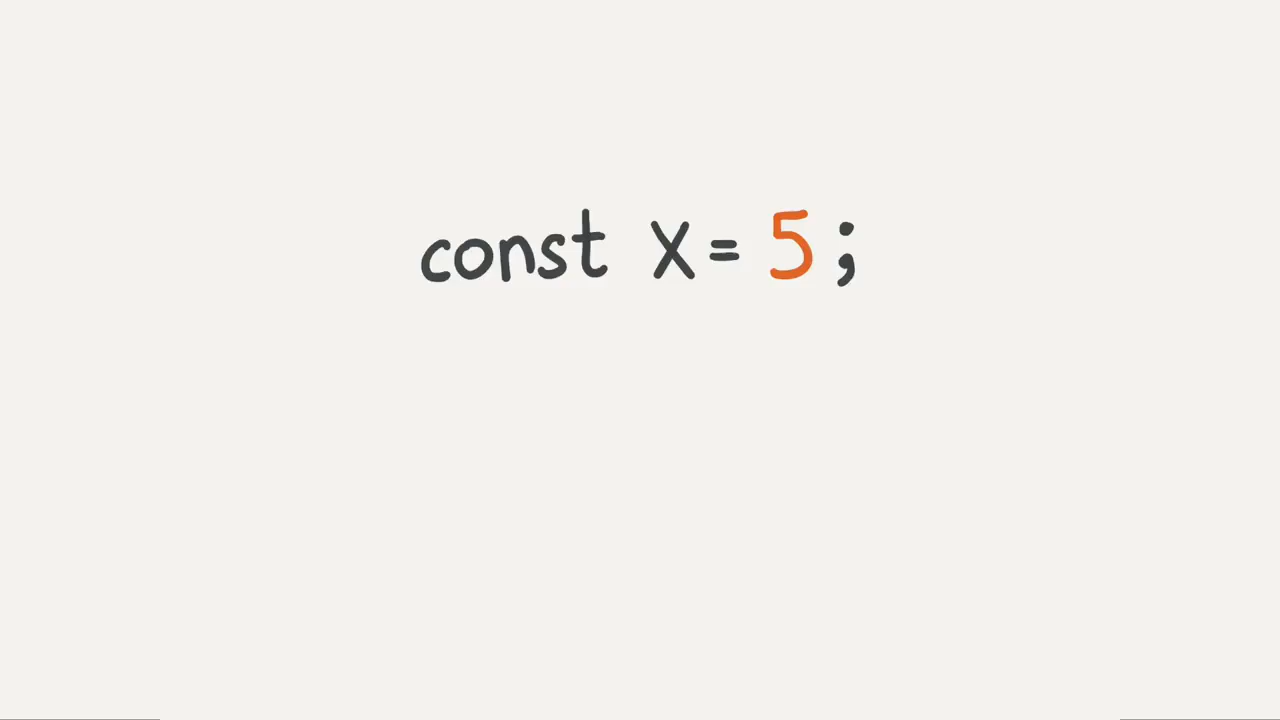 const x = 5;